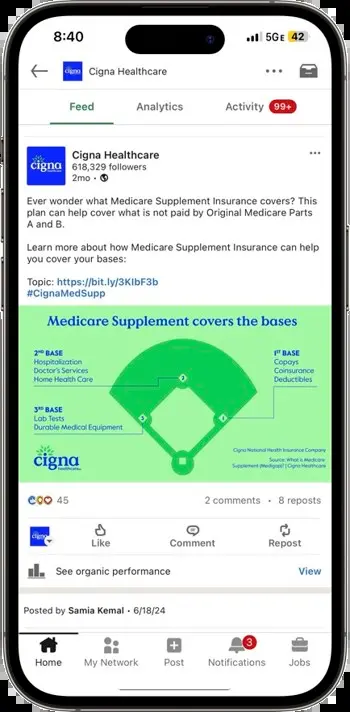 8:40
5GE 42
cigna
Cigna Healthcare
Feed
Analytics
Activity
99+
cigna
Cigna Healthcare
618,329 followers
2mo •
Ever wonder what Medicare Supplement Insurance covers? This
plan can help cover what is not paid by Original Medicare Parts
A and B.
Learn more about how Medicare Supplement Insurance can help
you cover your bases:
Topic: https://bit.ly/3KlbF3b
#CignaMedSupp
Medicare Supplement covers the bases
2ND BASE
Hospitalization
Doctor's Services
Home Health Care
1ST BASE
Copays
Coinsurance
Deductibles
2
3RD BASE
Lab Tests
Durable Medical Equipment
3
1
cigna
healthcare
Cigna National Health Insurance Company
Source: What is Medicare
Supplement (Medigap)? | Cigna Healthcare
45
2 comments • 8 reposts
cigna
Like
Comment
Repost
See organic performance
View
Posted by Samia Kemal • 6/18/24
3
Home
My Network
Post
Notifications
Jobs